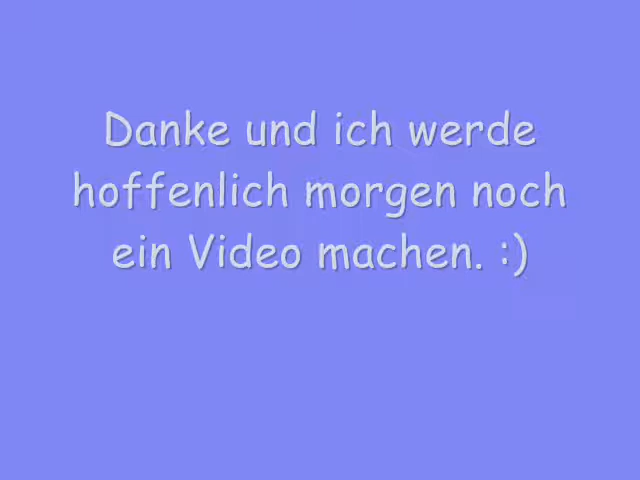 Danke und ich werde
hoffenlich morgen noch
ein Video machen. :)